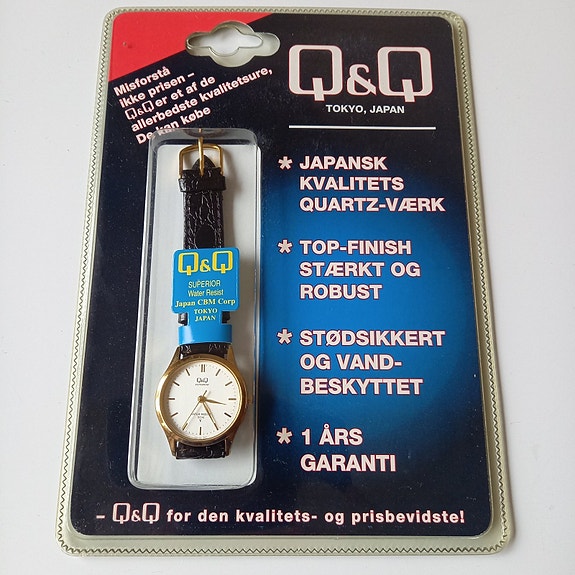 Misforstå
ikke prisen –
Q&Q er et af de
allerbedste kvalitetsure,
De kan købe
Q&Q
TOKYO, JAPAN
* JAPANSK
KVALITETS
QUARTZ-VÆRK
* TOP-FINISH
STÆRKT OG
ROBUST
* STØDSIKKERT
OG VAND-
BESKYTTET
* 1 ÅRS
GARANTI
Q&Q
SUPERIOR
Water Resist
Japan CBM Corp
TOKYO
JAPAN
Q&Q
– Q&Q for den kvalitets- og prisbevidste!